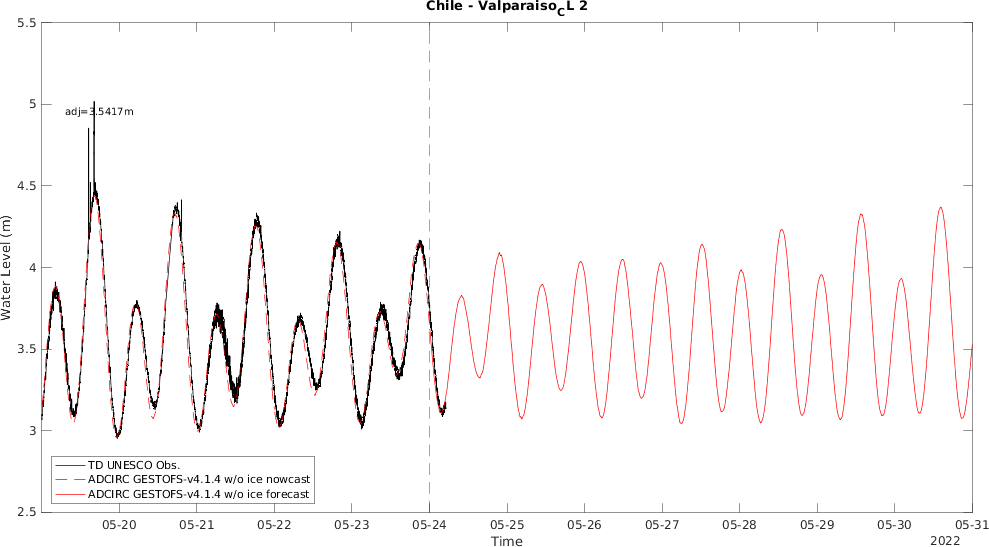 Chile - Valparaiso_CL 2
5.5
5
4.5
4
3.5
3
2.5
Water Level (m)
adj=3.5417m
TD UNESCO Obs.
ADCIRC GESTOFS-v4.1.4 w/o ice nowcast
ADCIRC GESTOFS-v4.1.4 w/o ice forecast
05-20 05-21 05-22 05-23 05-24 05-25 05-26 05-27 05-28 05-29 05-30 05-31
Time
2022